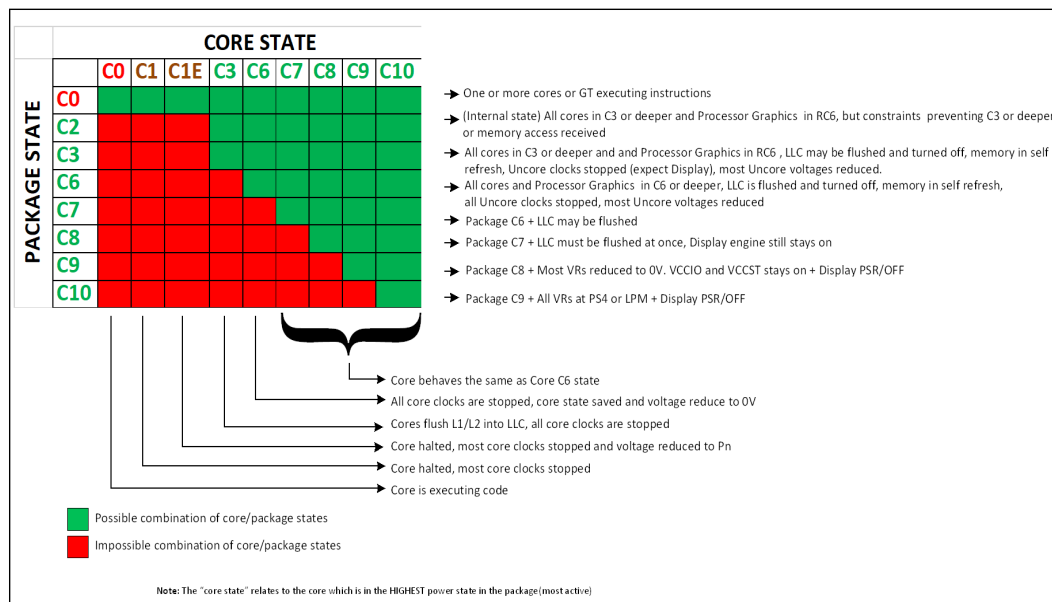 CORE STATE
PACKAGE STATE
C0 C1 C1E C3 C6 C7 C8 C9 C10
C0
C2
C3
C6
C7
C8
C9
C10
One or more cores or GT executing instructions
(Internal state) All cores in C3 or deeper and Processor Graphics in RC6, but constraints preventing C3 or deeper
or memory access received
All cores in C3 or deeper and and Processor Graphics in RC6 , LLC may be flushed and turned off, memory in self
refresh, Uncore clocks stopped (expect Display), most Uncore voltages reduced.
All cores and Processor Graphics in C6 or deeper, LLC is flushed and turned off, memory in self refresh,
all Uncore clocks stopped, most Uncore voltages reduced
Package C6 + LLC may be flushed
Package C7 + LLC must be flushed at once, Display engine still stays on
Package C8 + Most VRs reduced to 0V. VCCIO and VCCST stays on + Display PSR/OFF
Package C9 + All VRs at PS4 or LPM + Display PSR/OFF
Core behaves the same as Core C6 state
All core clocks are stopped, core state saved and voltage reduce to 0V
Cores flush L1/L2 into LLC, all core clocks are stopped
Core halted, most core clocks stopped and voltage reduced to Pn
Core halted, most core clocks stopped
Core is executing code
Possible combination of core/package states
Impossible combination of core/package states
Note: The "core state" relates to the core which is in the HIGHEST power state in the package(most active)